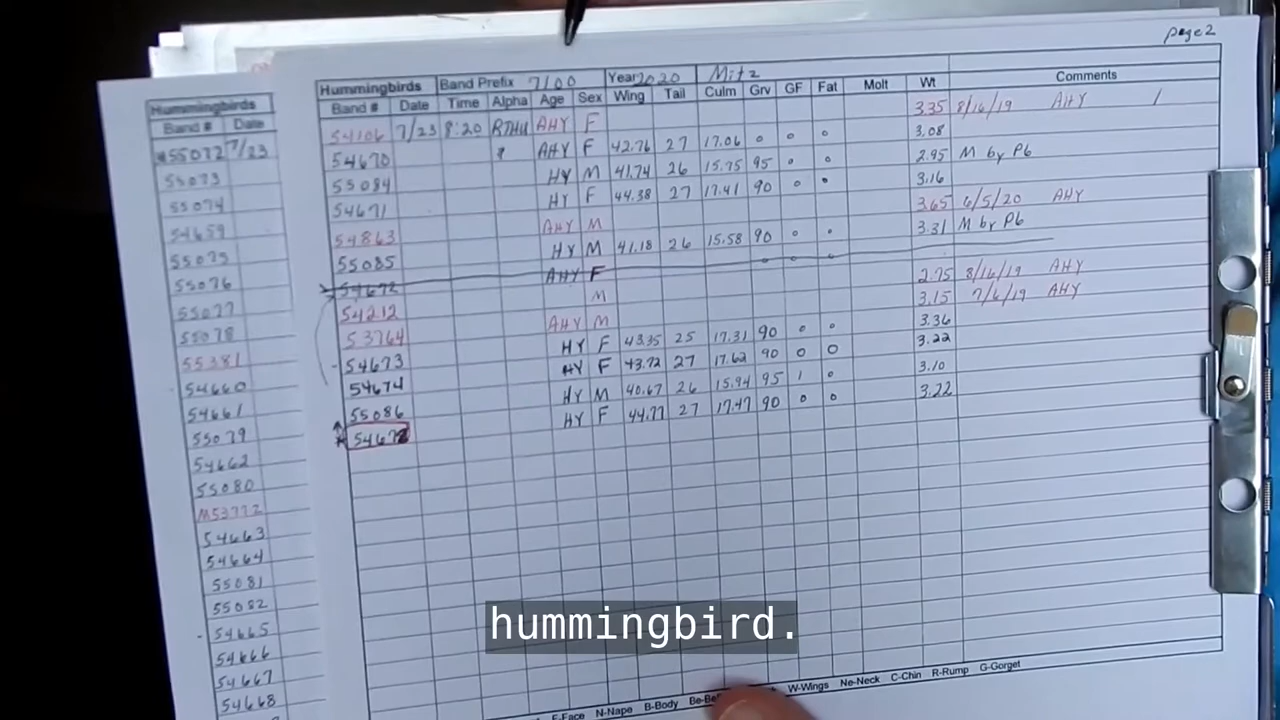 page 2
Hummingbirds Band Prefix 7100 Year 2020 Mitz
Band # Date Time Alpha Age Sex Wing Tail Culm Grv GF Fat Molt Wt Comments
54106 7/23 8:20 RTHU AHY F 3.35 8/16/19 AHY 1
54670 AHY F 42.76 27 17.06 0 0 0 3.08
55084 HY M 41.74 26 15.75 95 0 0 2.95 M by P6
54671 HY F 44.38 27 17.41 90 0 0 3.16
54863 AHY M 3.65 6/5/20 AHY
55085 HY M 41.18 26 15.58 90 0 0 3.31 M by P6
54672 AHY F
54212 M 2.75 8/16/19 AHY
53764 AHY M 3.15 7/6/19 AHY
54673 HY F 43.35 25 17.31 90 0 0 3.36
54674 HY F 43.72 27 17.62 90 0 0 3.22
55086 HY M 40.67 26 15.94 95 1 0 3.10
54672 HY F 44.77 27 17.47 90 0 0 3.22
Hummingbirds
Band # Date
55072 7/23
55073
55074
54659
55075
55076
55077
55078
55381
54660
54661
55079
54662
55080
M53772
54663
54664
55081
55082
54665
54666
54667
54668
hummingbird.
F-Face N-Nape B-Body W-Wings Ne-Neck C-Chin R-Rump G-Gorget